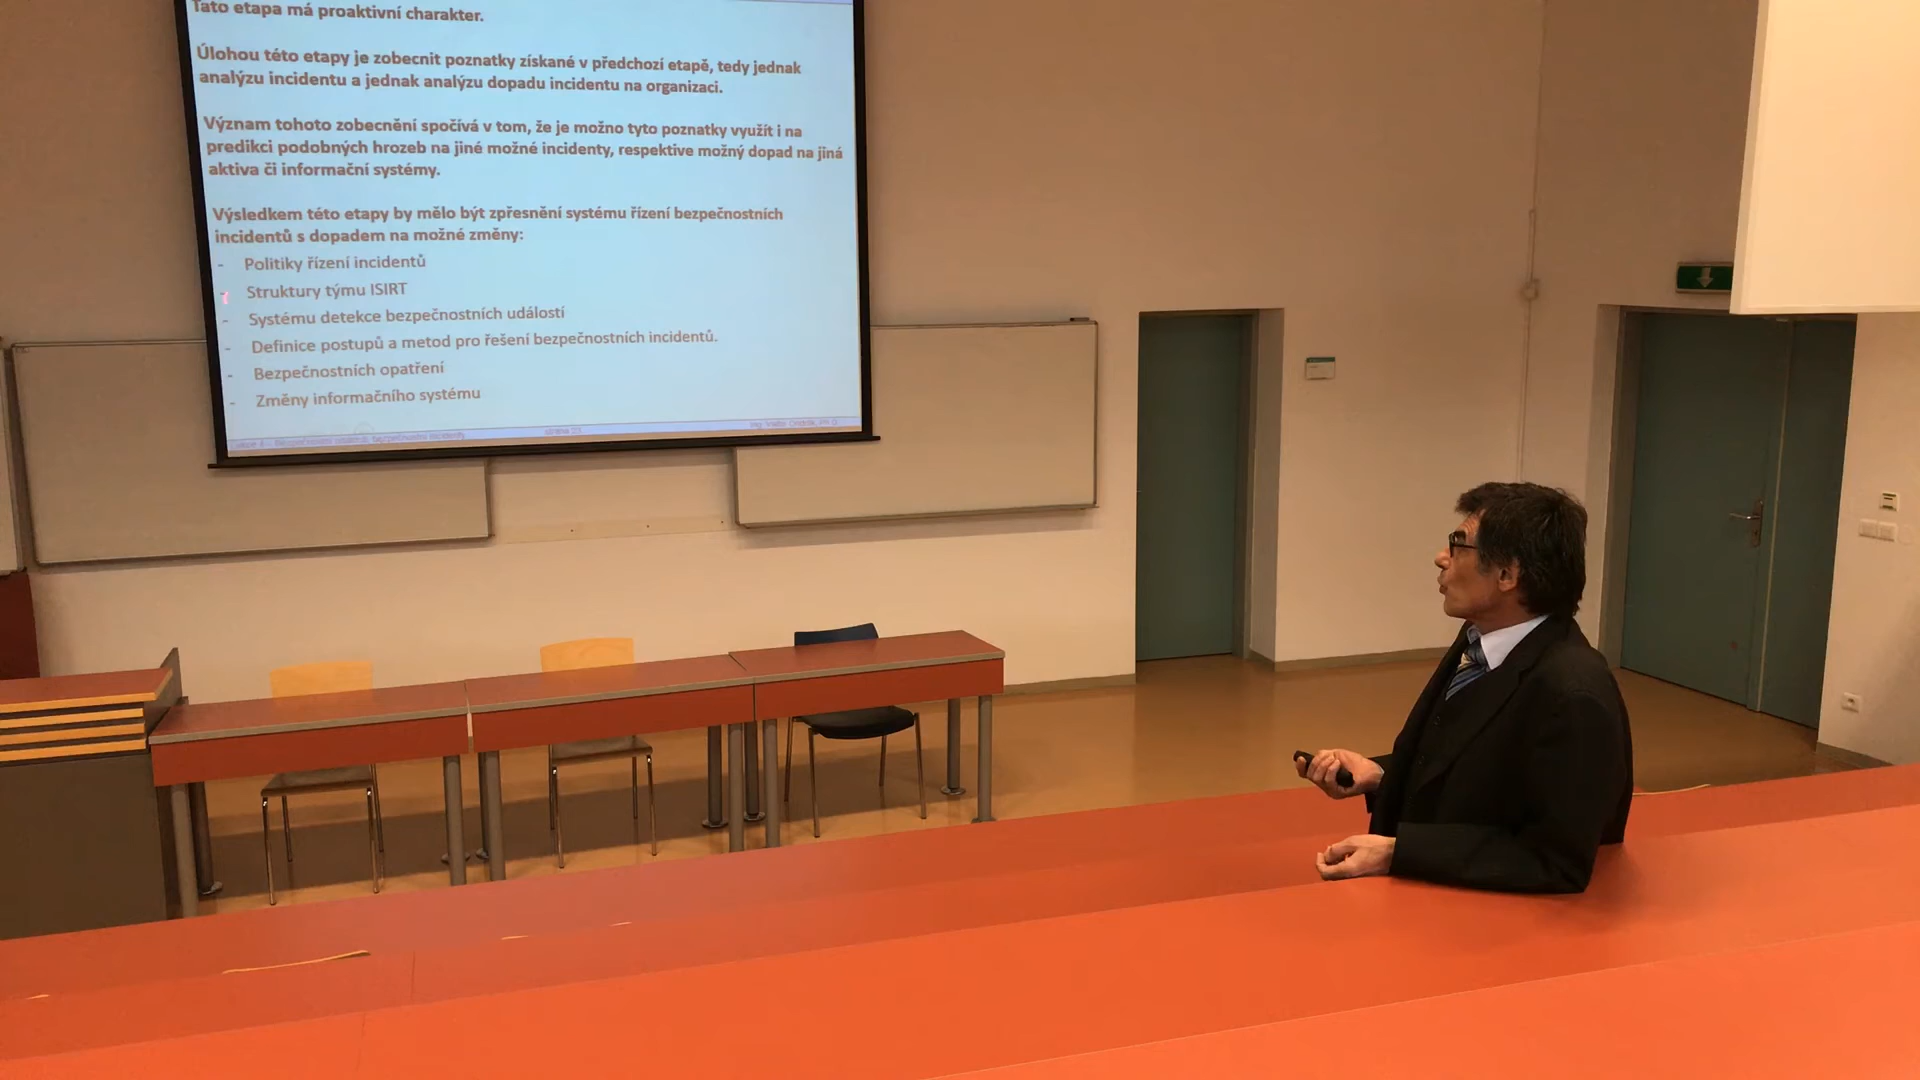 Tato etapa má proaktivní charakter.
Úlohou této etapy je zobecnit poznatky získané v předchozí etapě, tedy jednak
analýzu incidentu a jednak analýzu dopadu incidentu na organizaci.
Význam tohoto zobecnění spočívá v tom, že je možno tyto poznatky využít i na
predikci podobných hrozeb na jiné možné incidenty, respektive možný dopad na jiná
aktiva či informační systémy.
Výsledkem této etapy by mělo být zpřesnění systému řízení bezpečnostních
incidentů s dopadem na možné změny:
- Politiky řízení incidentů
- Struktury týmu ISIRT
- Systému detekce bezpečnostních událostí
- Definice postupů a metod pro řešení bezpečnostních incidentů.
- Bezpečnostních opatření
- Změny informačního systému